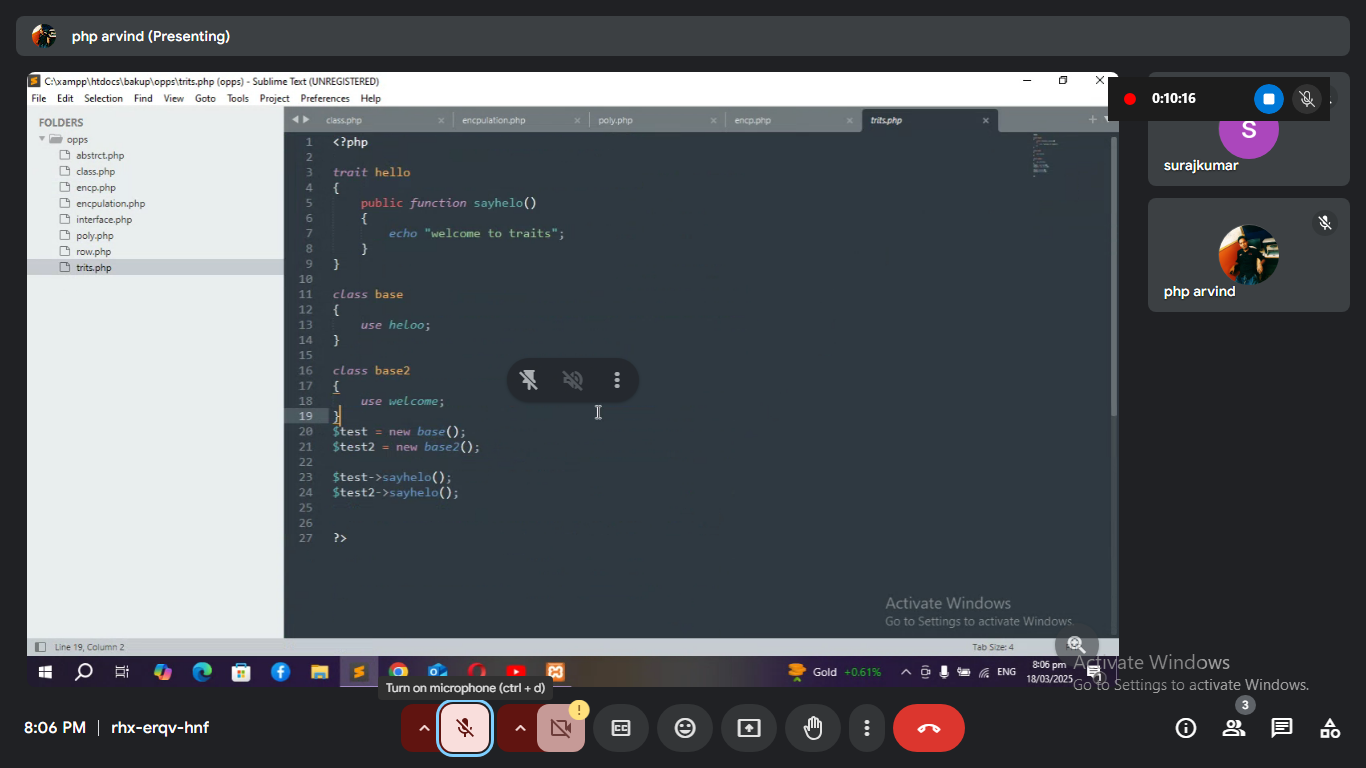 php arvind (Presenting)
C:\xampp\htdocs\bakup\opps\trits.php (opps) - Sublime Text (UNREGISTERED)
File Edit Selection Find View Goto Tools Project Preferences Help
0:10:16
FOLDERS
opps
abstrct.php
class.php
encp.php
encpulation.php
interface.php
poly.php
row.php
trits.php
class.php encpulation.php poly.php encp.php trits.php
1 <?php
2
3 trait hello
4 {
5 public function sayhelo()
6 {
7 echo "welcome to traits";
8 }
9 }
10
11 class base
12 {
13 use heloo;
14 }
15
16 class base2
17 {
18 use welcome;
19 }
20 $test = new base();
21 $test2 = new base2();
22
23 $test->sayhelo();
24 $test2->sayhelo();
25
26
27 ?>
S
surajkumar
php arvind
Activate Windows
Go to Settings to activate Windows.
Line 19, Column 2
Tab Size: 4
Gold +0.61%
ENG
8:06 pm
18/03/2025
Activate Windows
Go to Settings to activate Windows.
Turn on microphone (ctrl + d)
8:06 PM | rhx-erqv-hnf
3